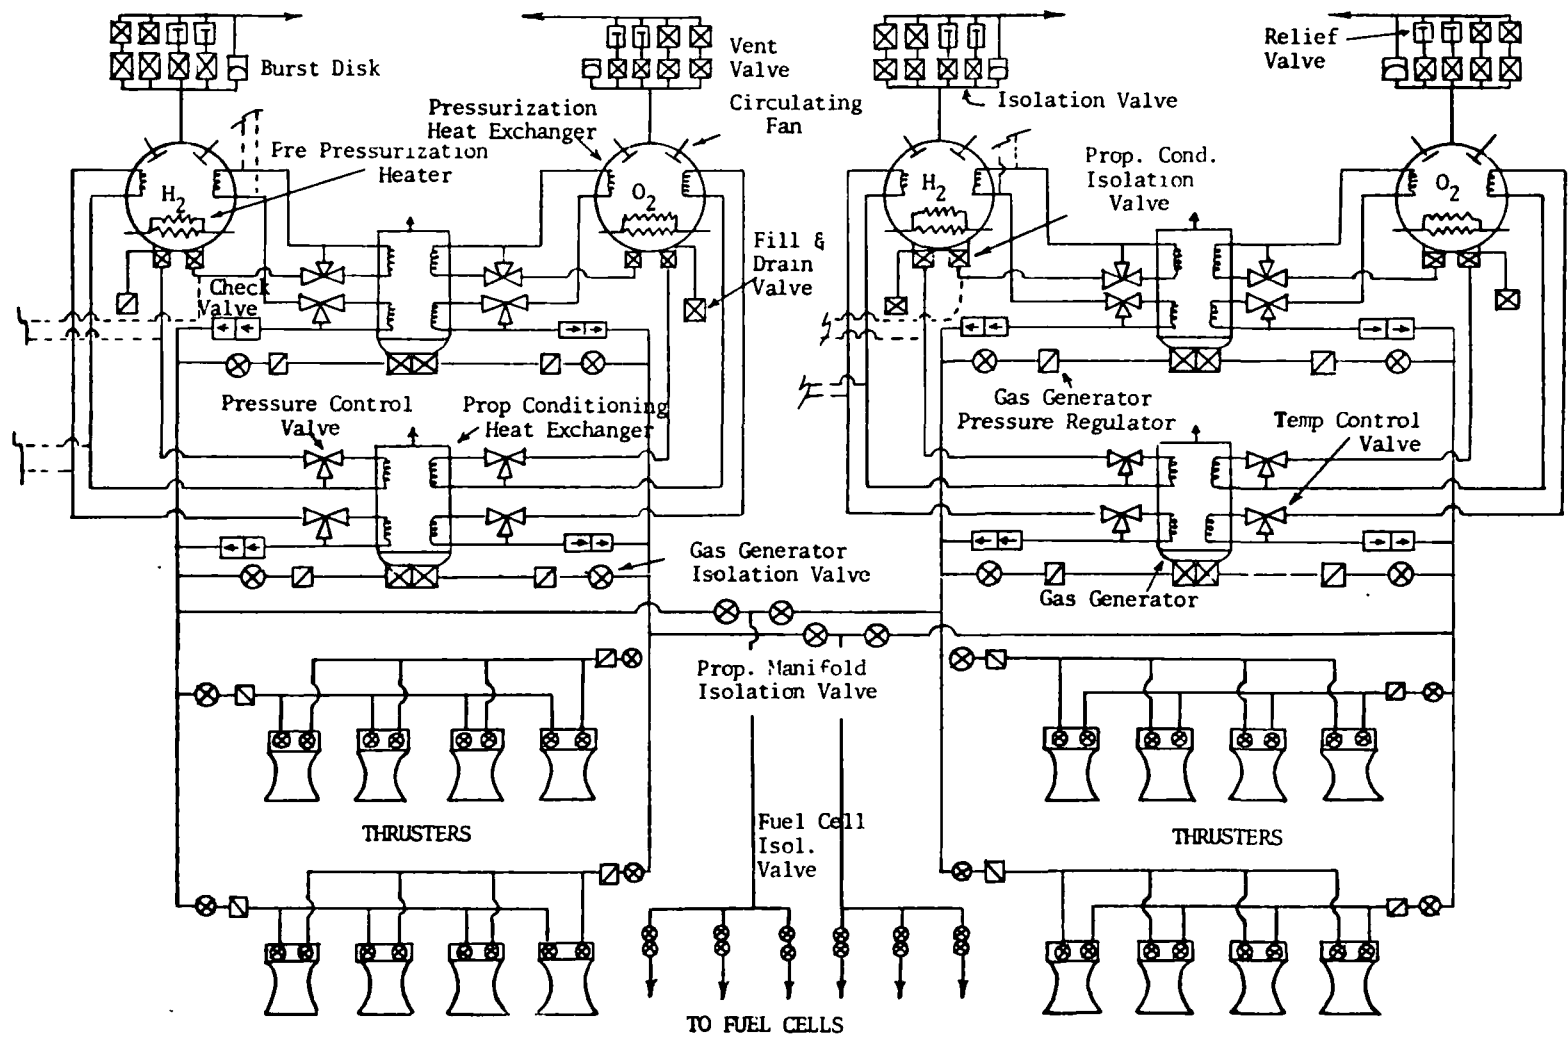 Burst Disk
Vent
Valve
Isolation Valve
Relief
Valve
Pressurization
Heat Exchanger
Circulating
Fan
Pre Pressurization
Heater
Prop. Cond.
Isolation
Valve
H2
O2
H2
O2
Fill &
Drain
Valve
Check
Valve
Pressure Control
Valve
Prop Conditioning
Heat Exchanger
Gas Generator
Pressure Regulator
Temp Control
Valve
Gas Generator
Isolation Valve
Gas Generator
Prop. Manifold
Isolation Valve
THRUSTERS
THRUSTERS
Fuel Cell
Isol.
Valve
TO FUEL CELLS